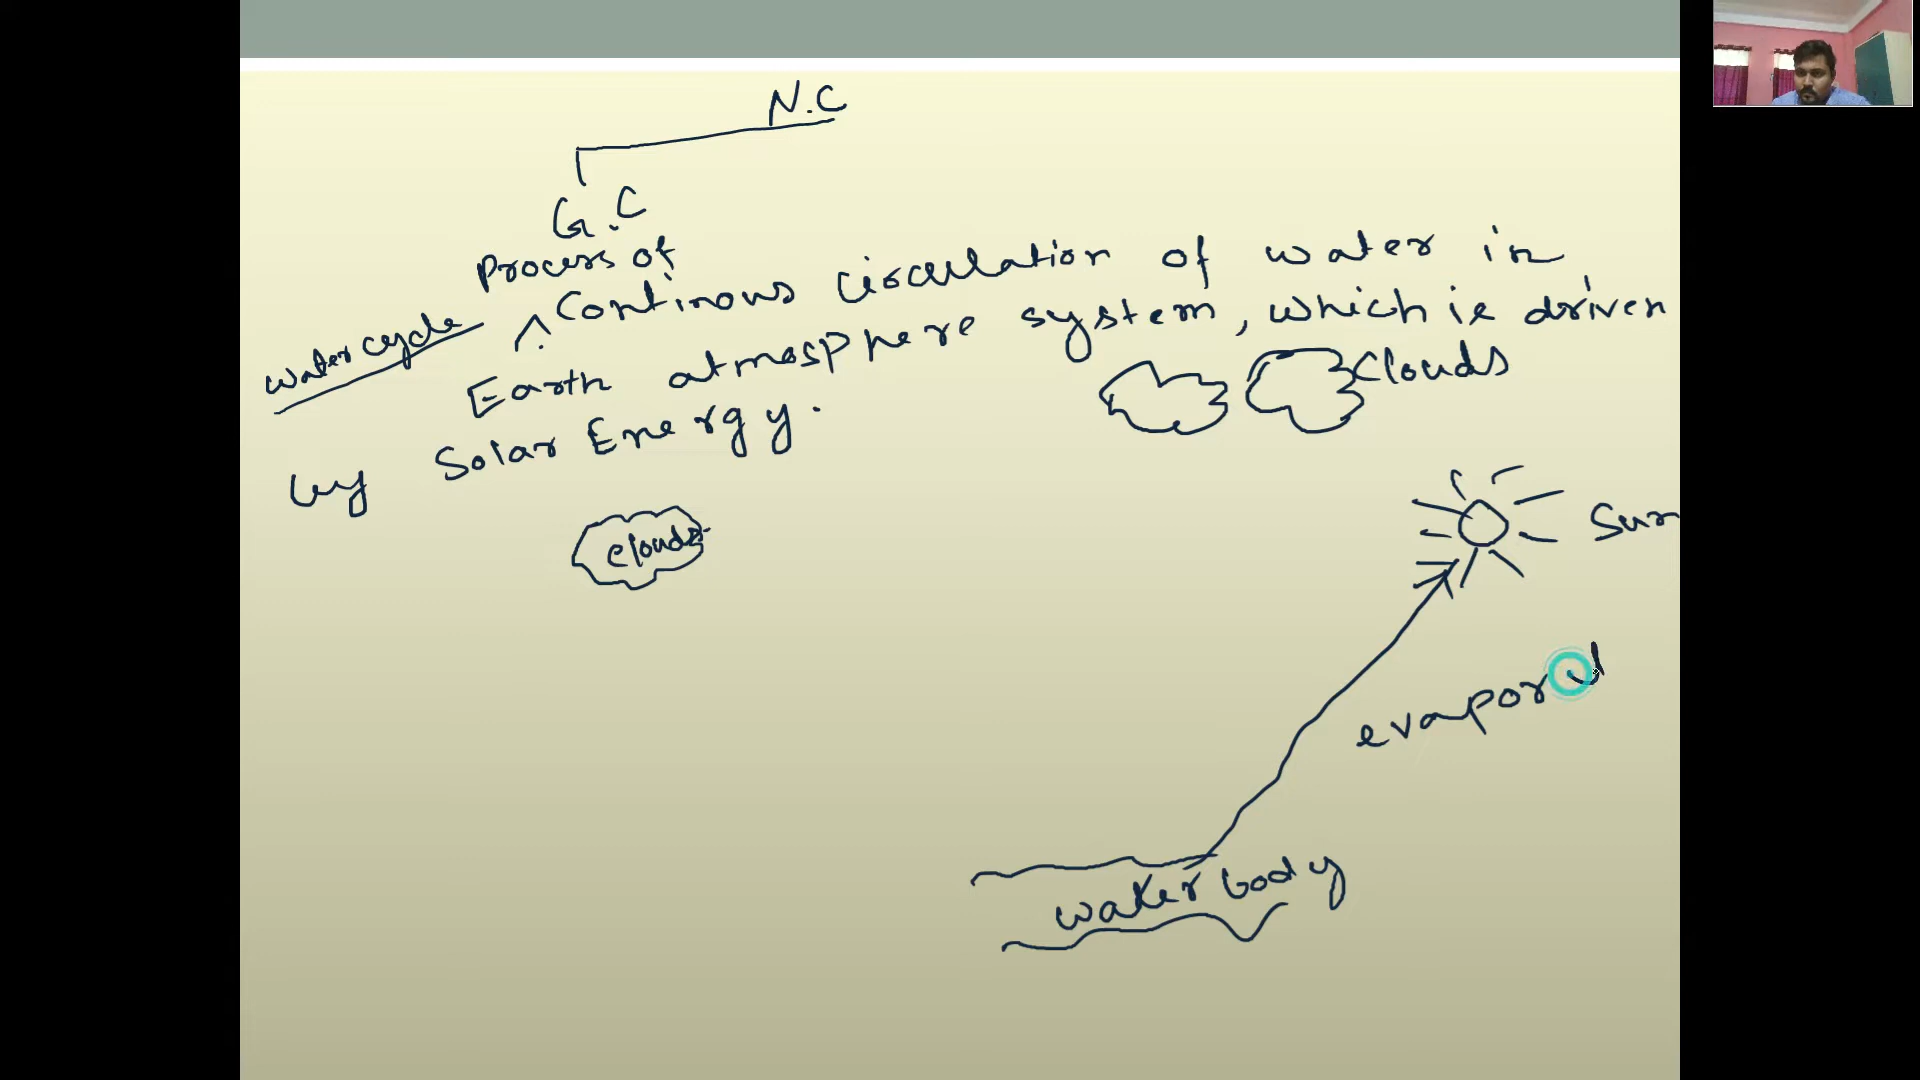 N.C
G.C
Process of
water cycle ^ Continous circulation of water in
Earth atmosphere system, which is driven
by Solar Energy.
clouds
clouds
Sun
evapora
water body